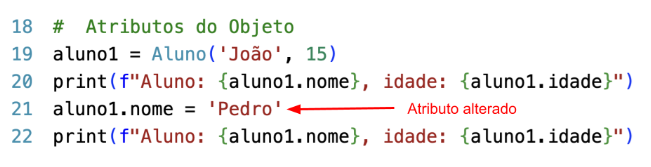 18 # Atributos do Objeto
19 aluno1 = Aluno('João', 15)
20 print(f"Aluno: {aluno1.nome}, idade: {aluno1.idade}")
21 aluno1.nome = 'Pedro' Atributo alterado
22 print(f"Aluno: {aluno1.nome}, idade: {aluno1.idade}")